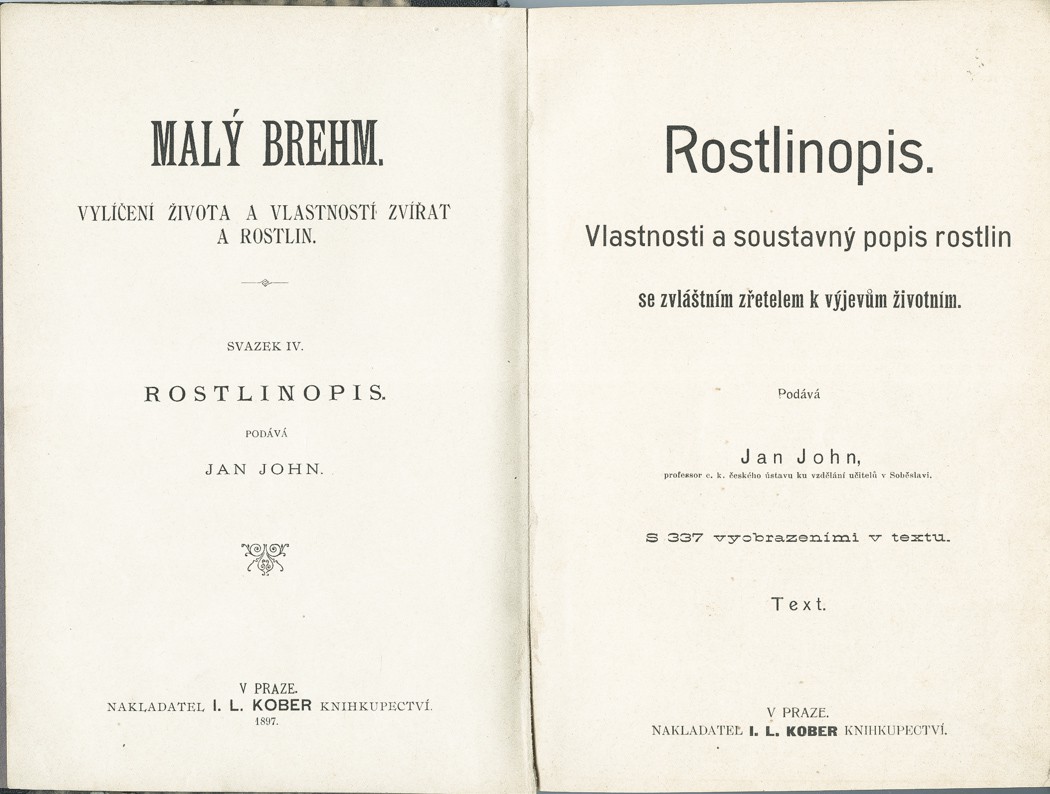 MALÝ BREHM.
VYLÍČENÍ ŽIVOTA A VLASTNOSTÍ ZVÍŘAT
A ROSTLIN.
SVAZEK IV.
ROSTLINOPIS.
PODÁVÁ
JAN JOHN.
V PRAZE.
NAKLADATEL I. L. KOBER KNIHKUPECTVÍ.
1897.
Rostlinopis.
Vlastnosti a soustavný popis rostlin
se zvláštním zřetelem k výjevům životním.
Podává
Jan John,
professor c. k. českého ústavu ku vzdělání učitelů v Soběslavi.
S 337 vyobrazeními v textu.
Text.
V PRAZE.
NAKLADATEL I. L. KOBER KNIHKUPECTVÍ.